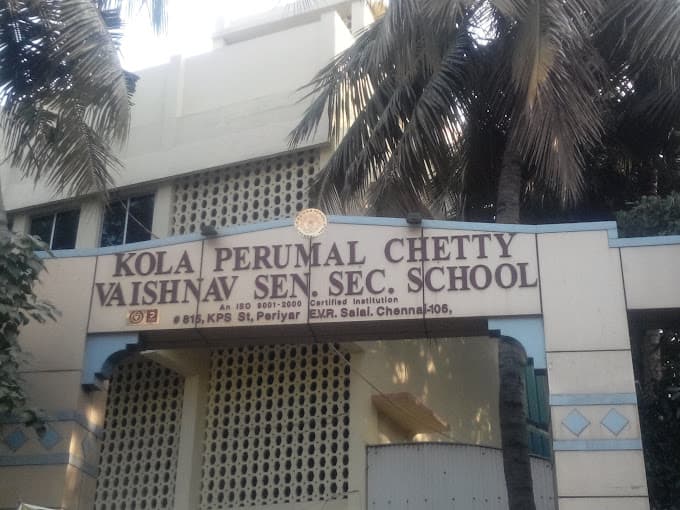 KOLA PERUMAL CHETTY
VAISHNAV SEN. SEC. SCHOOL
An ISO 9001-2000 Certified Institution
# 815, KPS St, Periyar E.V.R. Salai. Chennai-106,